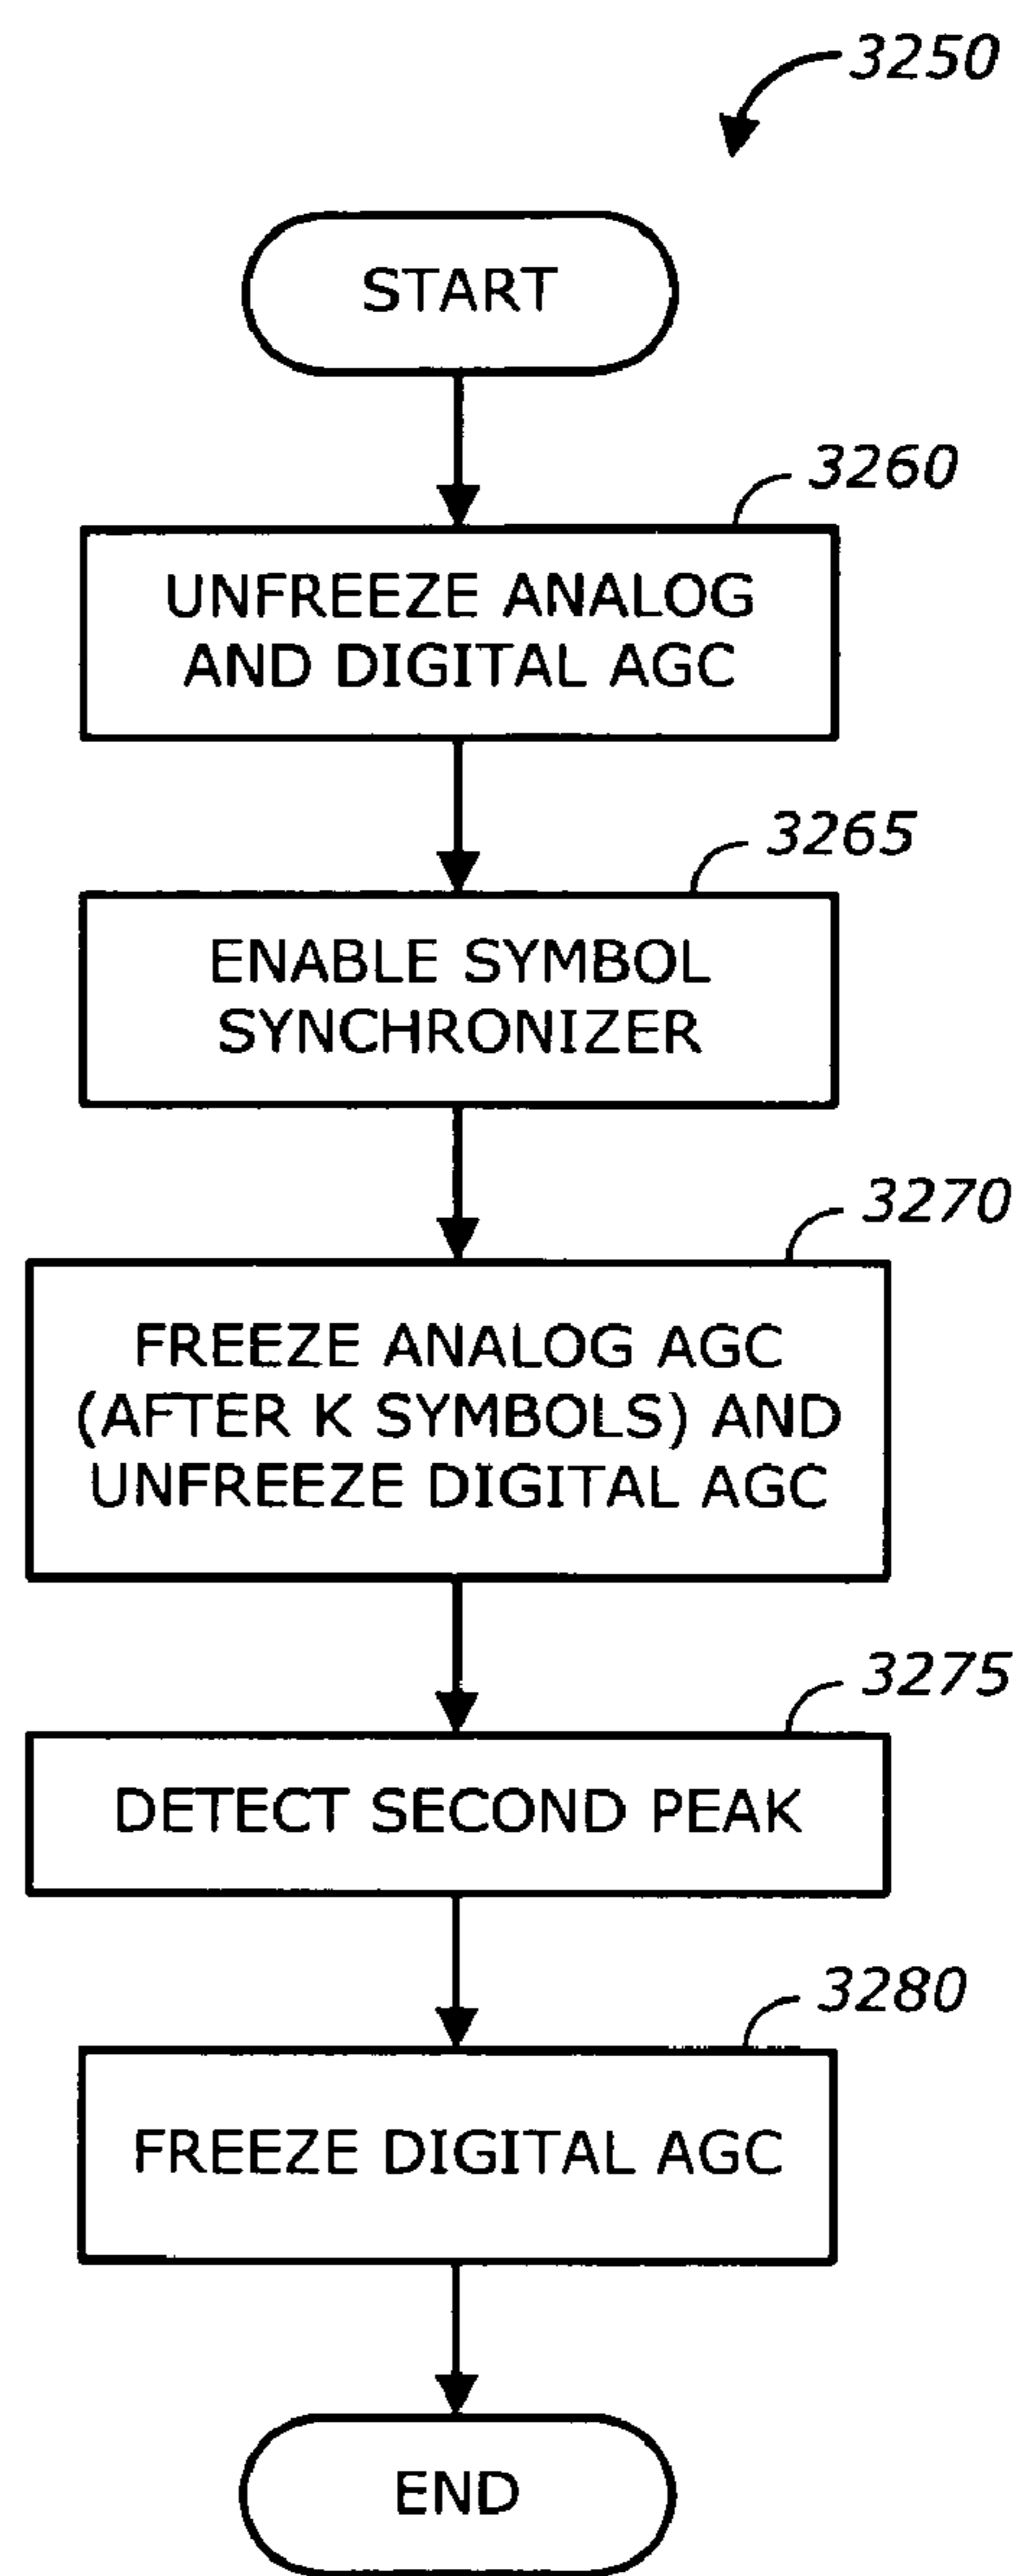 3250
START
3260
UNFREEZE ANALOG
AND DIGITAL AGC
3265
ENABLE SYMBOL
SYNCHRONIZER
3270
FREEZE ANALOG AGC
(AFTER K SYMBOLS) AND
UNFREEZE DIGITAL AGC
3275
DETECT SECOND PEAK
3280
FREEZE DIGITAL AGC
END